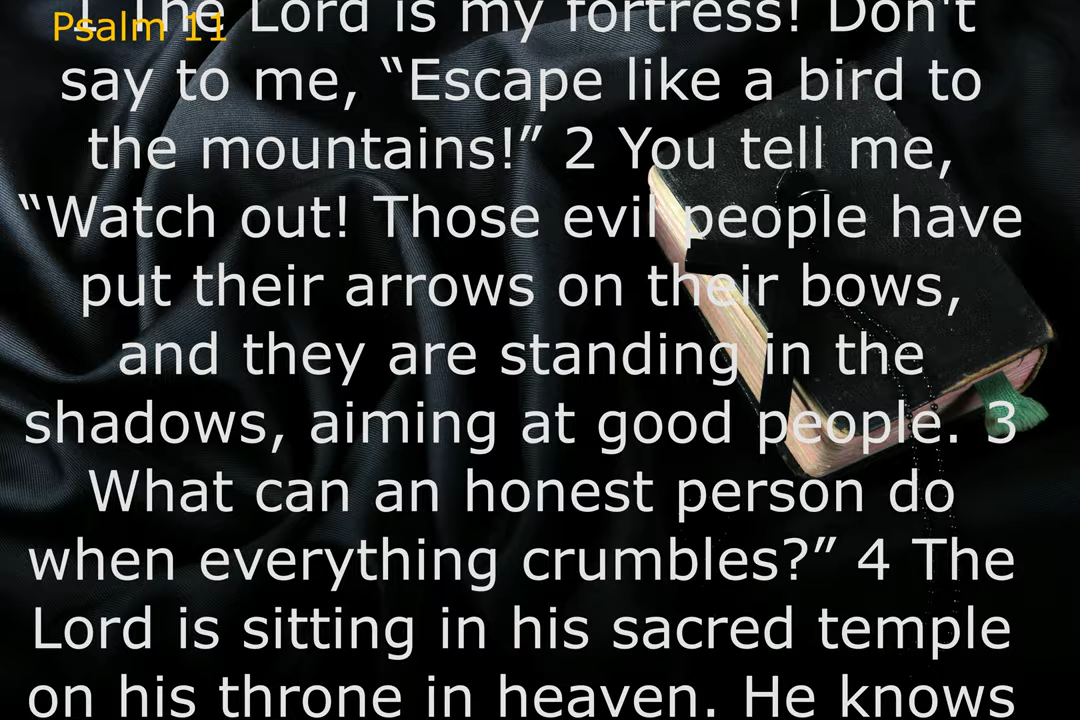 Psalm 11
1 The Lord is my fortress! Don't
say to me, “Escape like a bird to
the mountains!” 2 You tell me,
“Watch out! Those evil people have
put their arrows on their bows,
and they are standing in the
shadows, aiming at good people. 3
What can an honest person do
when everything crumbles?” 4 The
Lord is sitting in his sacred temple
on his throne in heaven. He knows